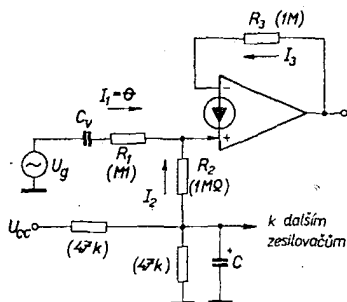 R3 (1M)
I3
I1=0
Cv
R1
(M1)
Ug
−
+
R2
(1MΩ)
I2
Ucc
(47k)
(47k)
+
C
k dalším
zesilovačům